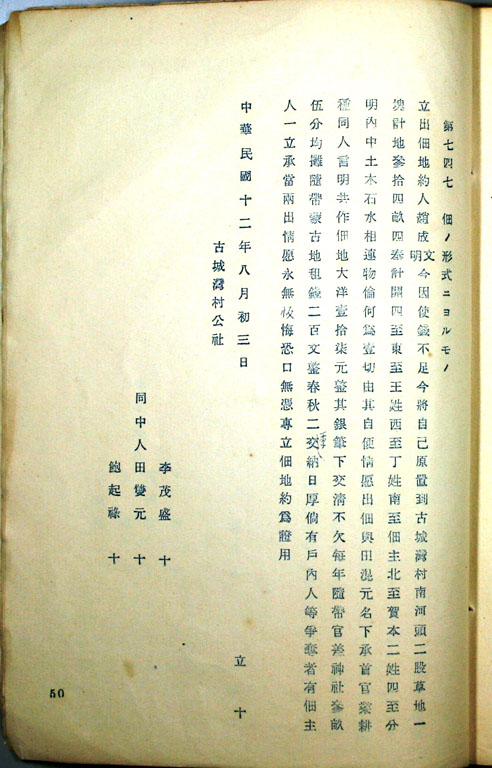 第七四七 佃ノ形式ニヨルモノ
立出佃地約人趙成文明今因使錢不足今將自己原置到古城灣村南河頭二股草地一
塊計地參拾四畝四奉計開四至東至王姓西至丁姓南至佃主北至賀本二姓四至分
明內中土木石水相連物倫何爲壹切由其自便情愿出佃與田混元名下承首官業耕
種同人言明共作佃地大洋壹拾柒元整其銀筆下交清不欠每年隨帶官差神社參畝
伍分均攤隨帶蒙古地租錢二百文整春秋二交納日厚倘有戶內人等爭奪者有佃主
人一立承當兩出情愿永無恔悔恐口無憑專立佃地約爲證用
中華民國十二年八月初三日 立 十
古城灣村公社
李茂盛 十
同中人田雙元 十
鮑起祿 十
50